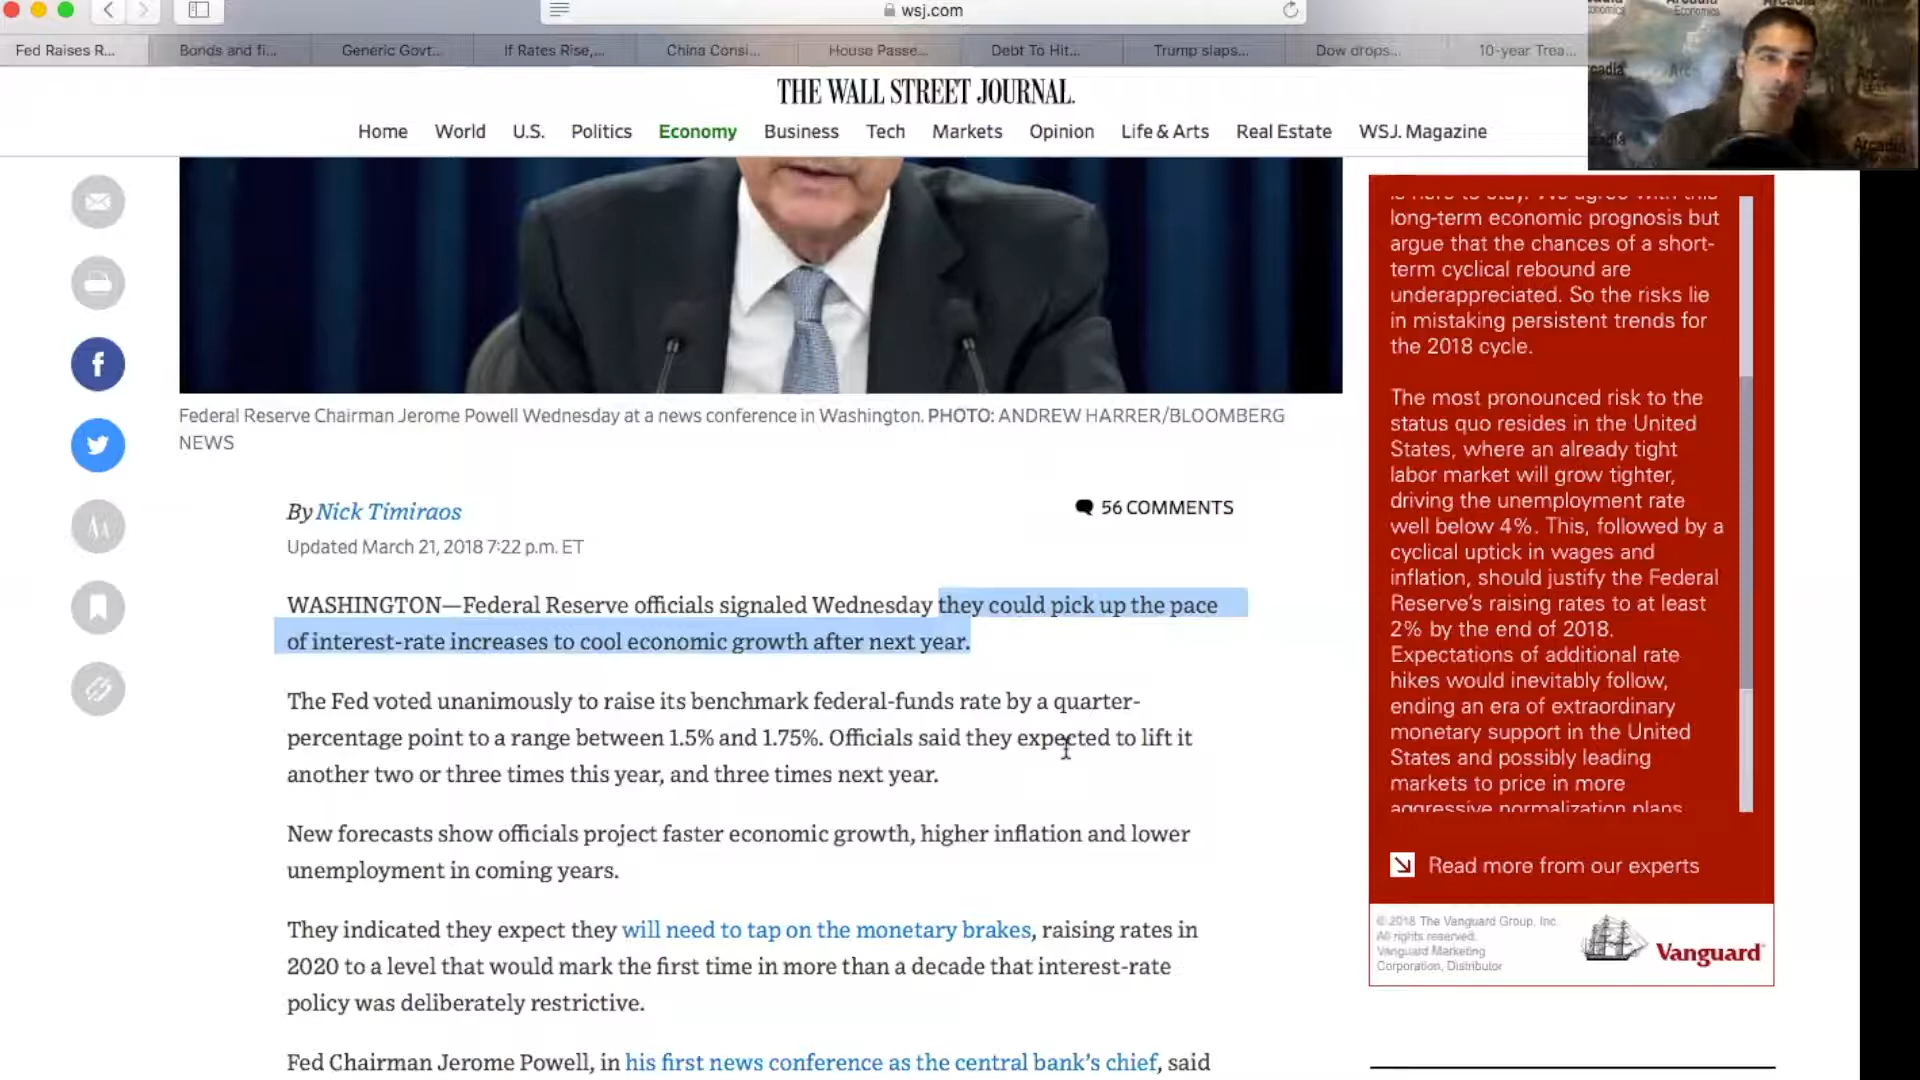 wsj.com
Fed Raises R...
Bonds and fi...
Generic Govt...
If Rates Rise,...
China Consi...
House Passe...
Debt To Hit...
Trump slaps...
Dow drops...
10-year Trea...
Arcadia
Economics
THE WALL STREET JOURNAL.
Home World U.S. Politics Economy Business Tech Markets Opinion Life & Arts Real Estate WSJ. Magazine
Federal Reserve Chairman Jerome Powell Wednesday at a news conference in Washington. PHOTO: ANDREW HARRER/BLOOMBERG
NEWS
By Nick Timiraos
56 COMMENTS
Updated March 21, 2018 7:22 p.m. ET
WASHINGTON—Federal Reserve officials signaled Wednesday they could pick up the pace
of interest-rate increases to cool economic growth after next year.
The Fed voted unanimously to raise its benchmark federal-funds rate by a quarter-
percentage point to a range between 1.5% and 1.75%. Officials said they expected to lift it
another two or three times this year, and three times next year.
New forecasts show officials project faster economic growth, higher inflation and lower
unemployment in coming years.
They indicated they expect they will need to tap on the monetary brakes, raising rates in
2020 to a level that would mark the first time in more than a decade that interest-rate
policy was deliberately restrictive.
Fed Chairman Jerome Powell, in his first news conference as the central bank's chief, said
is here to stay. We agree with this
long-term economic prognosis but
argue that the chances of a short-
term cyclical rebound are
underappreciated. So the risks lie
in mistaking persistent trends for
the 2018 cycle.
The most pronounced risk to the
status quo resides in the United
States, where an already tight
labor market will grow tighter,
driving the unemployment rate
well below 4%. This, followed by a
cyclical uptick in wages and
inflation, should justify the Federal
Reserve's raising rates to at least
2% by the end of 2018.
Expectations of additional rate
hikes would inevitably follow,
ending an era of extraordinary
monetary support in the United
States and possibly leading
markets to price in more
aggressive normalization plans
Read more from our experts
© 2018 The Vanguard Group, Inc.
All rights reserved.
Vanguard Marketing
Corporation, Distributor
Vanguard